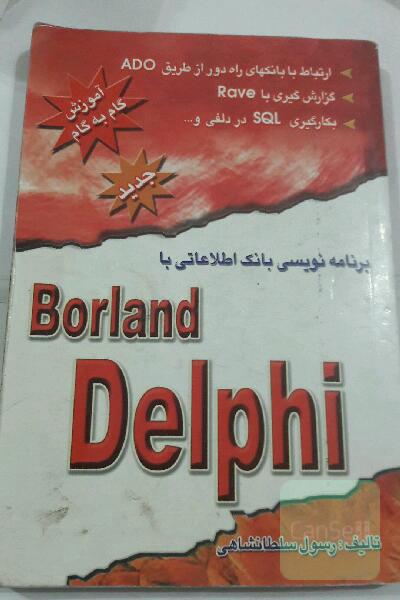 ارتباط با بانکهای راه دور از طریق ADO
گزارش گیری با Rave
بکارگیری SQL در دلفی و...
آموزش
گام به گام
جدید
برنامه نویسی بانک اطلاعاتی با
Borland
Delphi
تالیف: رسول سلطانشاهی
CanSell